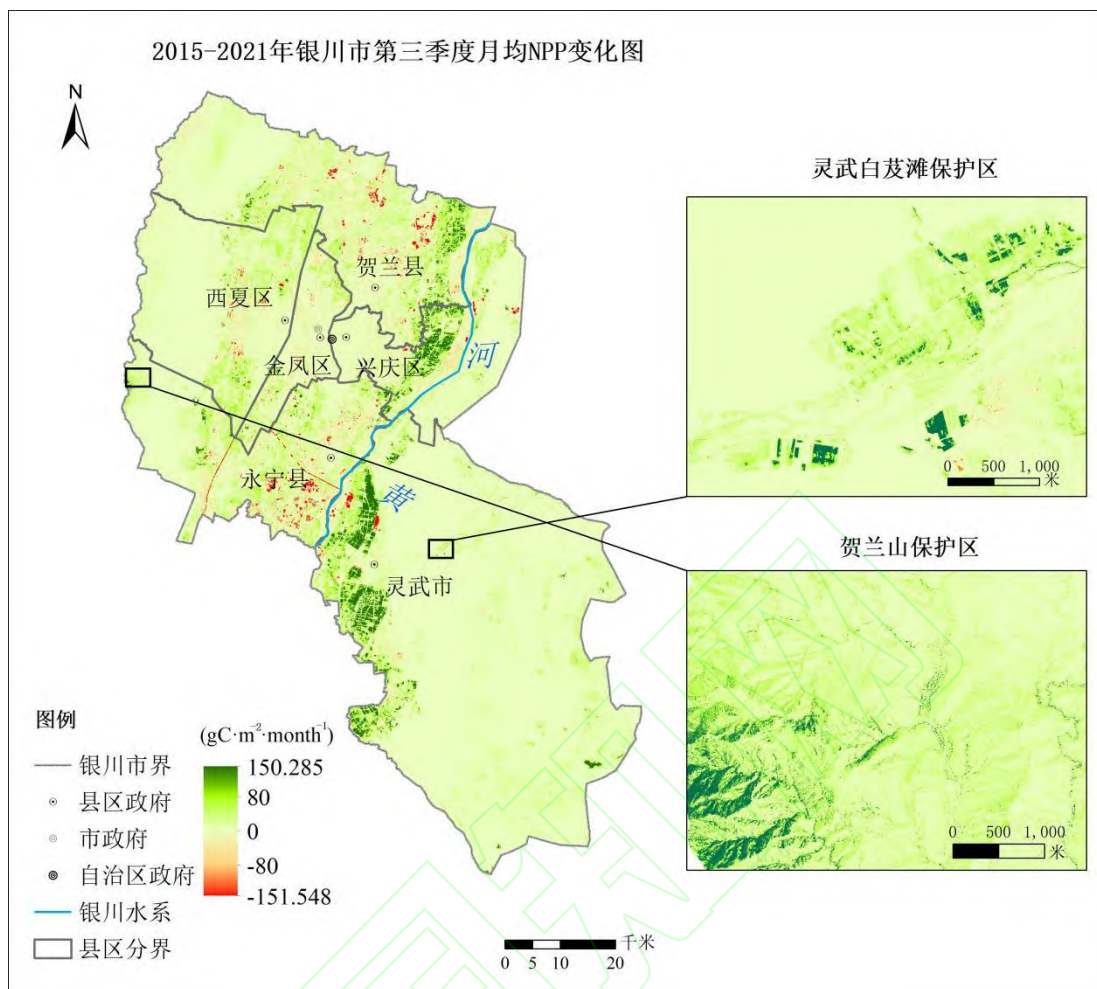 2015-2021年银川市第三季度月均NPP变化图
N
灵武白芨滩保护区
贺兰县
西夏区
金凤区
兴庆区
河
永宁县
黄
灵武市
0 500 1,000
米
贺兰山保护区
0 500 1,000
米
图例
银川市界
县区政府
市政府
自治区政府
银川水系
县区分界
(gC·m⁻²·month⁻¹)
150.285
80
0
-80
-151.548
千米
0 5 10 20